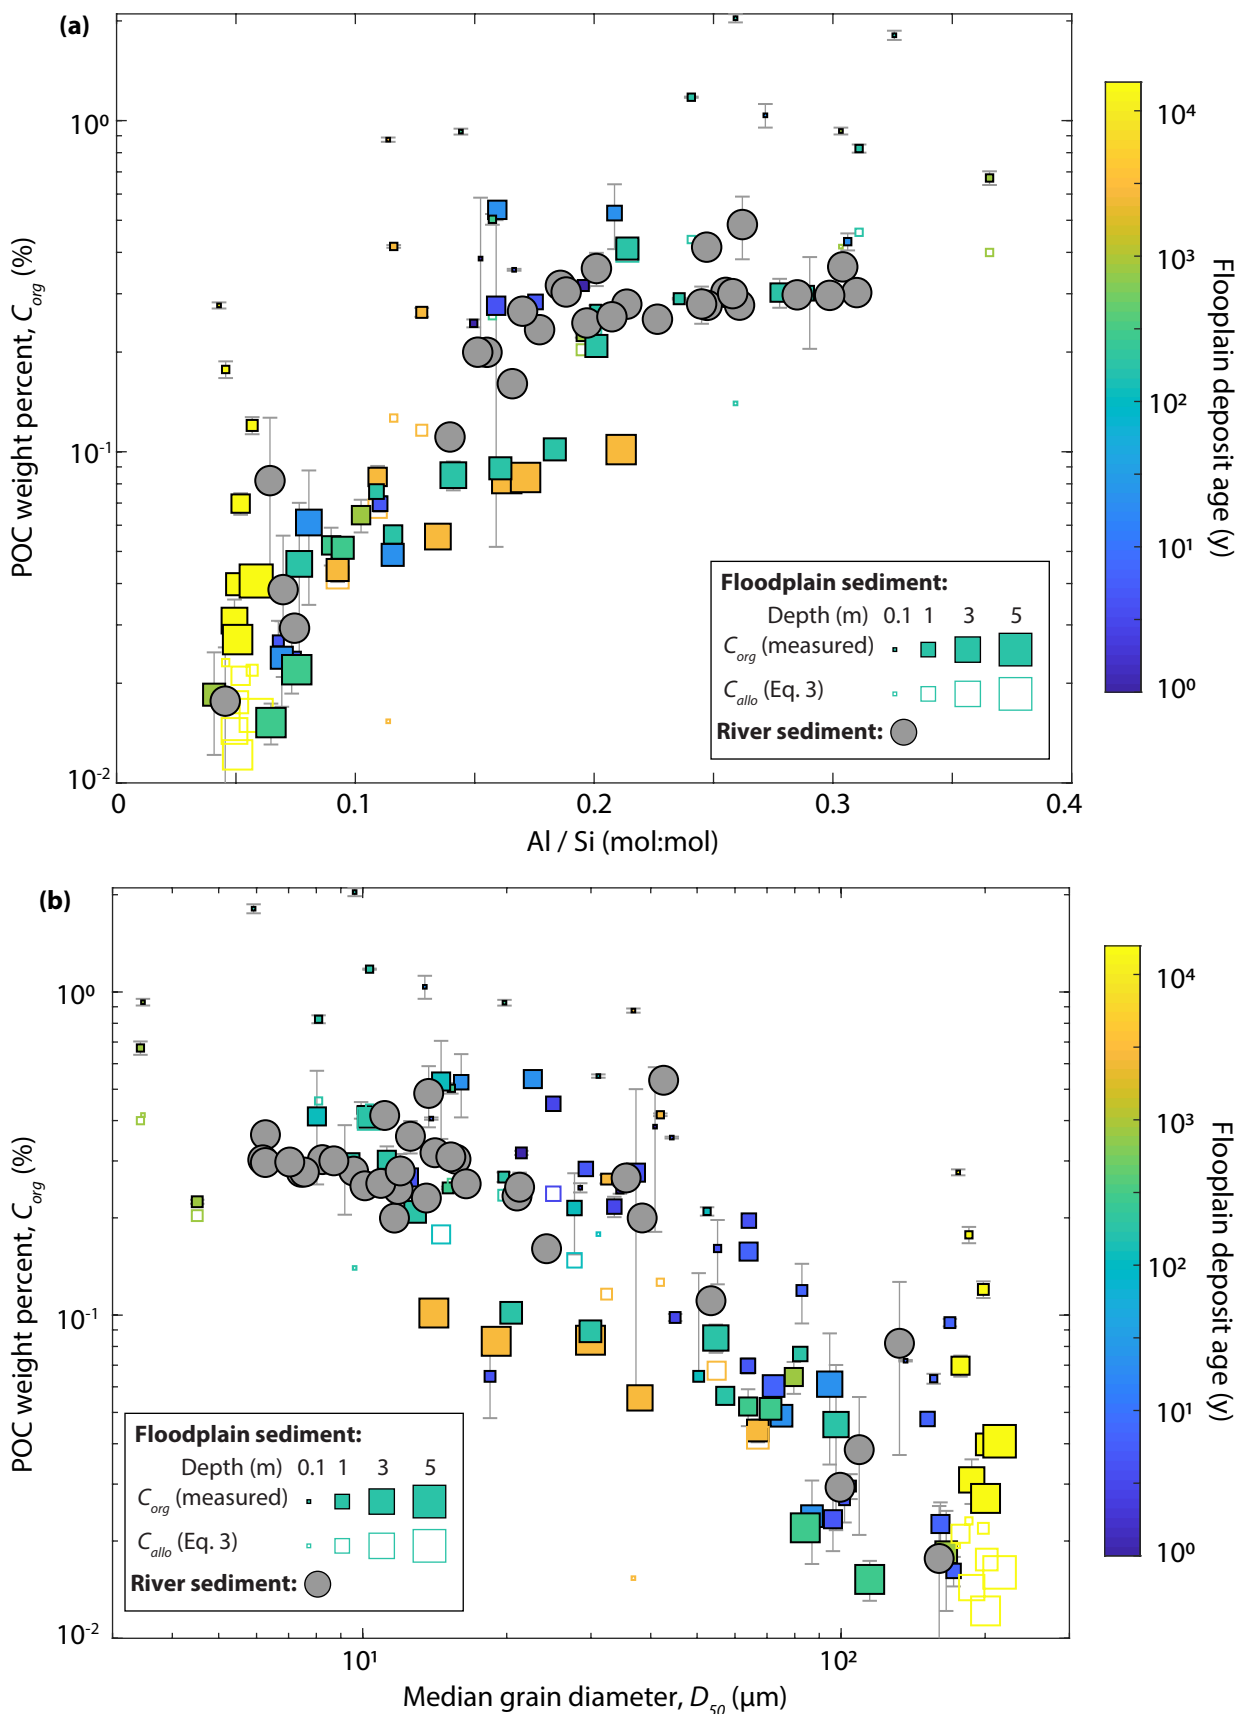 (a)
10⁰
10⁻¹
10⁻²
POC weight percent, C_org (%)
0 0.1 0.2 0.3 0.4
Al / Si (mol:mol)
Floodplain sediment:
Depth (m) 0.1 1 3 5
C_org (measured)
C_allo (Eq. 3)
River sediment:
10⁴
10³
10²
10¹
10⁰
Flooplain deposit age (y)
(b)
10⁰
10⁻¹
10⁻²
POC weight percent, C_org (%)
10¹ 10²
Median grain diameter, D_50 (µm)
Floodplain sediment:
Depth (m) 0.1 1 3 5
C_org (measured)
C_allo (Eq. 3)
River sediment:
10⁴
10³
10²
10¹
10⁰
Flooplain deposit age (y)